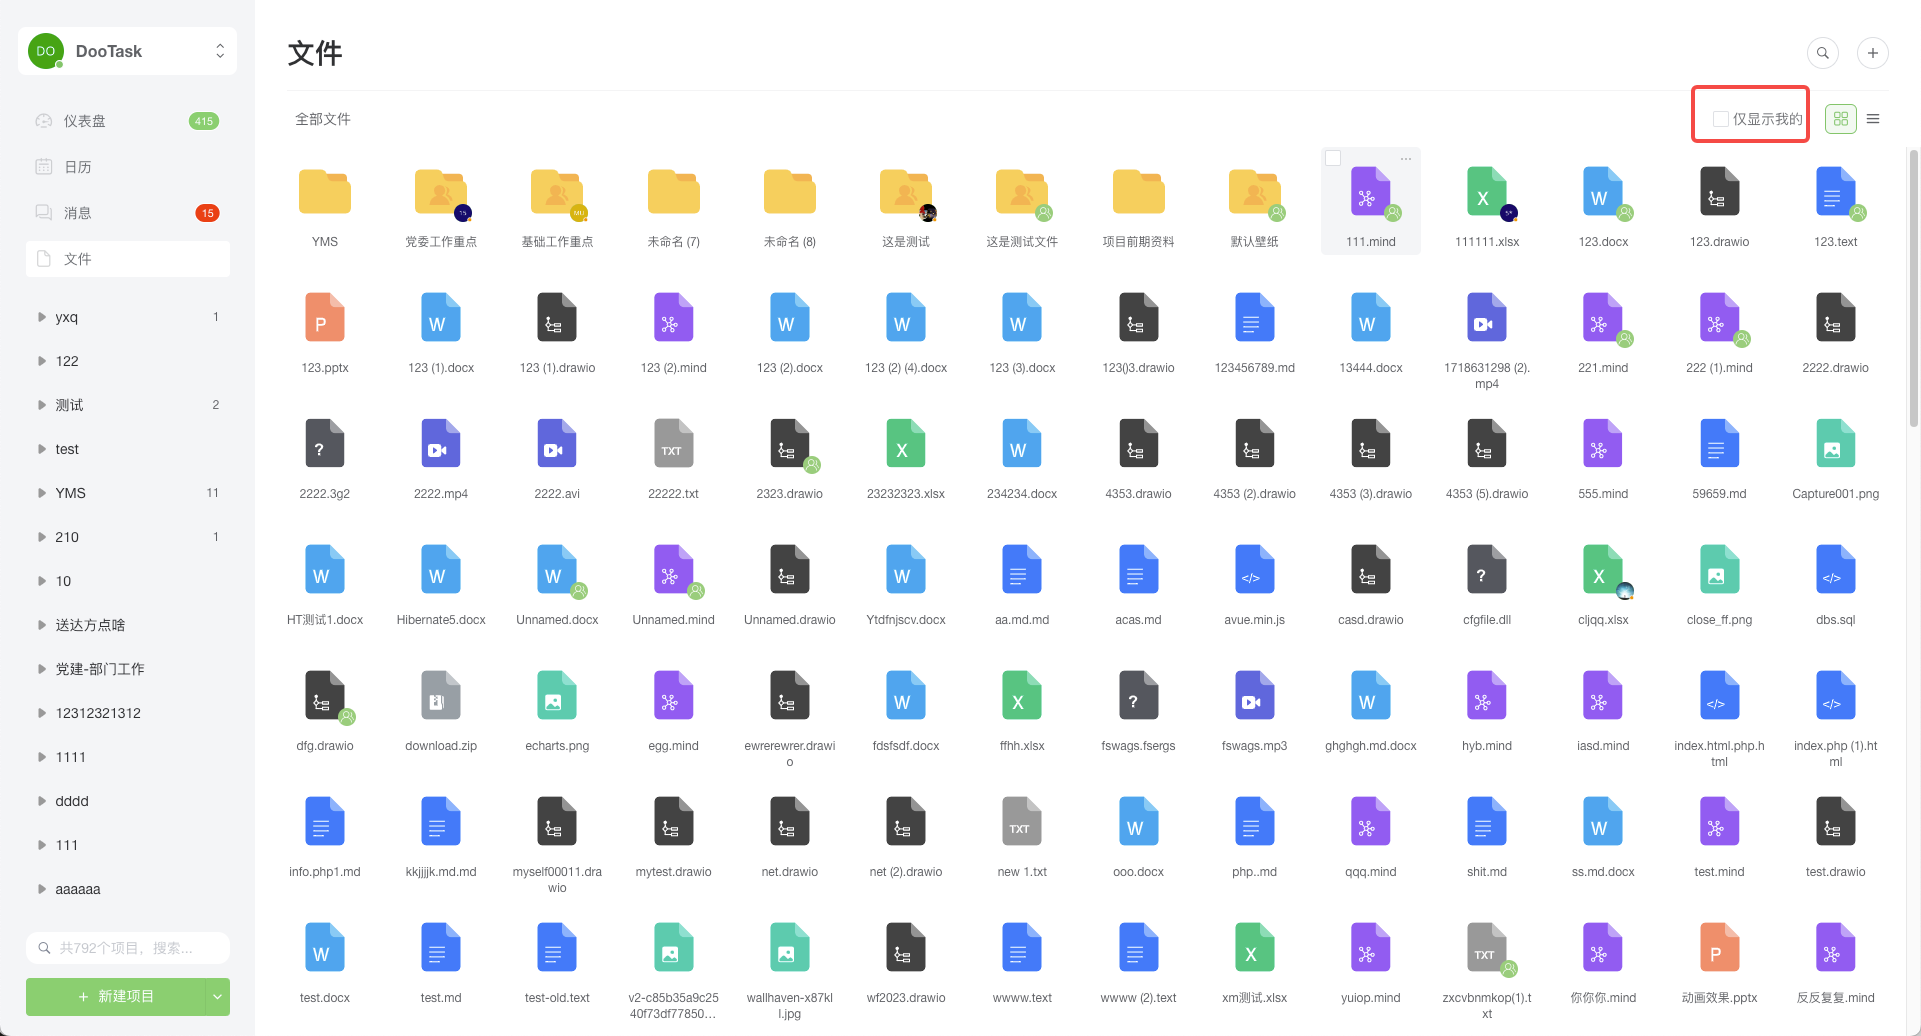 DO DooTask
仪表盘 415
日历
消息 15
文件
yxq 1
122
测试 2
test
YMS 11
210 1
10
送达方点啥
党建-部门工作
12312321312
1111
dddd
111
aaaaaa
共792个项目，搜索...
+ 新建项目
文件
全部文件
仅显示我的
YMS 党委工作重点 基础工作重点 未命名 (7) 未命名 (8) 这是测试 这是测试文件 项目前期资料 默认壁纸 111.mind 111111.xlsx 123.docx 123.drawio 123.text
123.pptx 123 (1).docx 123 (1).drawio 123 (2).mind 123 (2).docx 123 (2) (4).docx 123 (3).docx 123()3.drawio 123456789.md 13444.docx 1718631298 (2).
mp4 221.mind 222 (1).mind 2222.drawio
2222.3g2 2222.mp4 2222.avi 22222.txt 2323.drawio 23232323.xlsx 234234.docx 4353.drawio 4353 (2).drawio 4353 (3).drawio 4353 (5).drawio 555.mind 59659.md Capture001.png
HT测试1.docx Hibernate5.docx Unnamed.docx Unnamed.mind Unnamed.drawio Ytdfnjscv.docx aa.md.md acas.md avue.min.js casd.drawio cfgfile.dll cljqq.xlsx close_ff.png dbs.sql
dfg.drawio download.zip echarts.png egg.mind ewrerewrer.drawi
o fdsfsdf.docx ffhh.xlsx fswags.fsergs fswags.mp3 ghghgh.md.docx hyb.mind iasd.mind index.html.php.h
tml index.php (1).ht
ml
info.php1.md kkjjjjk.md.md myself00011.dra
wio mytest.drawio net.drawio net (2).drawio new 1.txt ooo.docx php..md qqq.mind shit.md ss.md.docx test.mind test.drawio
test.docx test.md test-old.text v2-c85b35a9c25
40f73df77850... wallhaven-x87kl
l.jpg wf2023.drawio wwww.text wwww (2).text xm测试.xlsx yuiop.mind zxcvbnmkop(1).t
xt 你你你.mind 动画效果.pptx 反反复复.mind